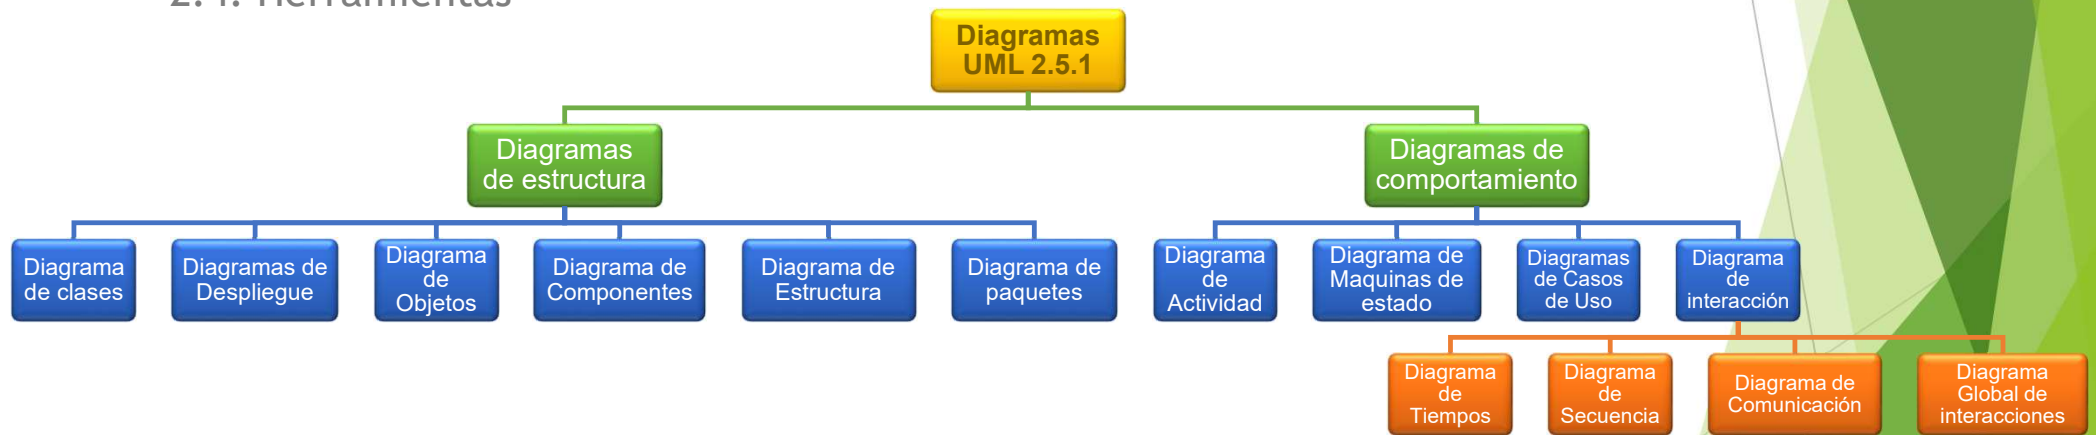 2.4. Herramientas
Diagramas
UML 2.5.1
Diagramas
de estructura
Diagramas de
comportamiento
Diagrama
de clases
Diagramas de
Despliegue
Diagrama
de
Objetos
Diagrama de
Componentes
Diagrama de
Estructura
Diagrama de
paquetes
Diagrama
de
Actividad
Diagrama de
Maquinas de
estado
Diagramas
de Casos
de Uso
Diagrama
de
interacción
Diagrama
de
Tiempos
Diagrama
de
Secuencia
Diagrama de
Comunicación
Diagrama
Global de
interacciones